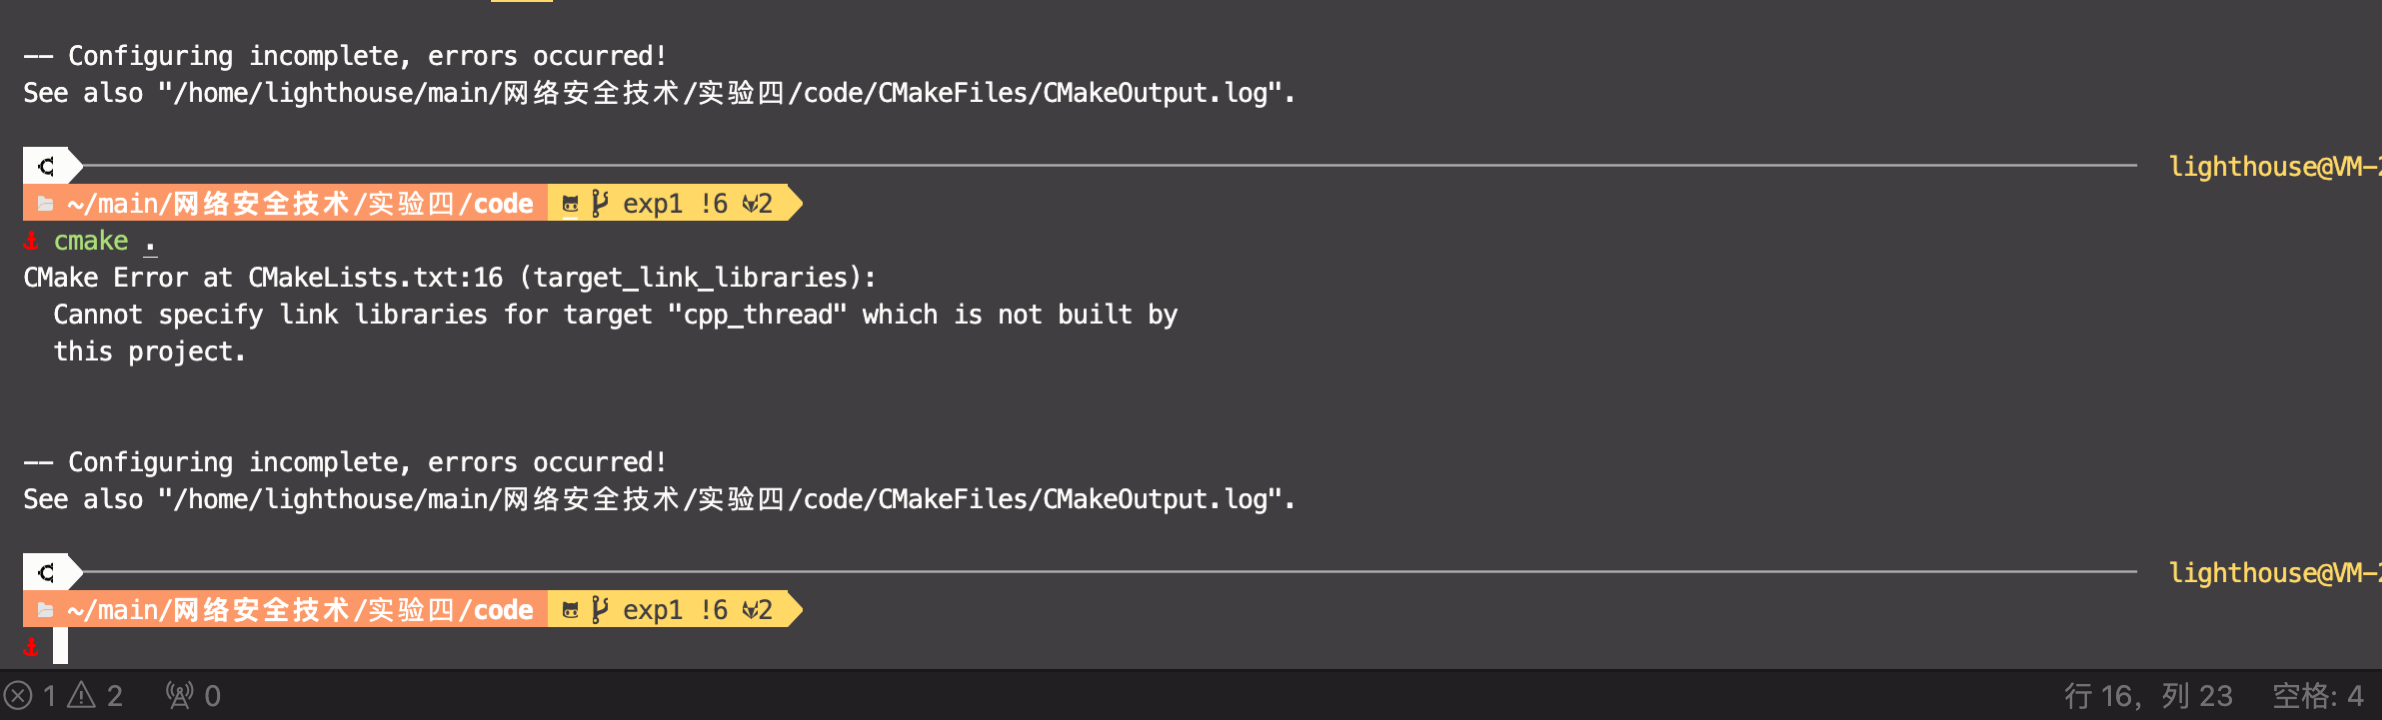 -- Configuring incomplete, errors occurred!
See also "/home/lighthouse/main/网络安全技术/实验四/code/CMakeFiles/CMakeOutput.log".
lighthouse@VM-2
~/main/网络安全技术/实验四/code exp1 !6 2
cmake .
CMake Error at CMakeLists.txt:16 (target_link_libraries):
Cannot specify link libraries for target "cpp_thread" which is not built by
this project.
-- Configuring incomplete, errors occurred!
See also "/home/lighthouse/main/网络安全技术/实验四/code/CMakeFiles/CMakeOutput.log".
lighthouse@VM-2
~/main/网络安全技术/实验四/code exp1 !6 2
1 2 0 行 16，列 23 空格: 4